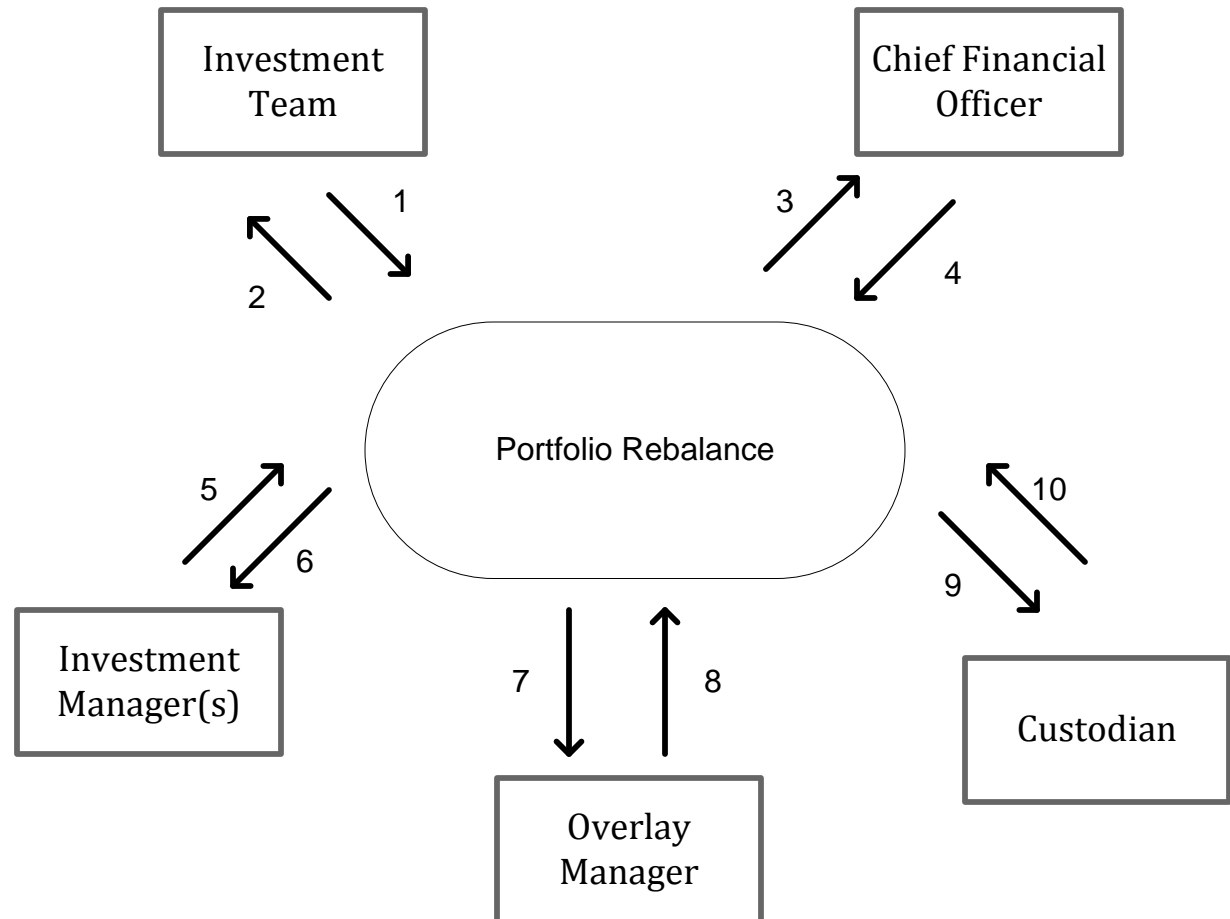 Investment
Team
Chief Financial
Officer
1
2
3
4
Portfolio Rebalance
5
6
7
8
9
10
Investment
Manager(s)
Overlay
Manager
Custodian